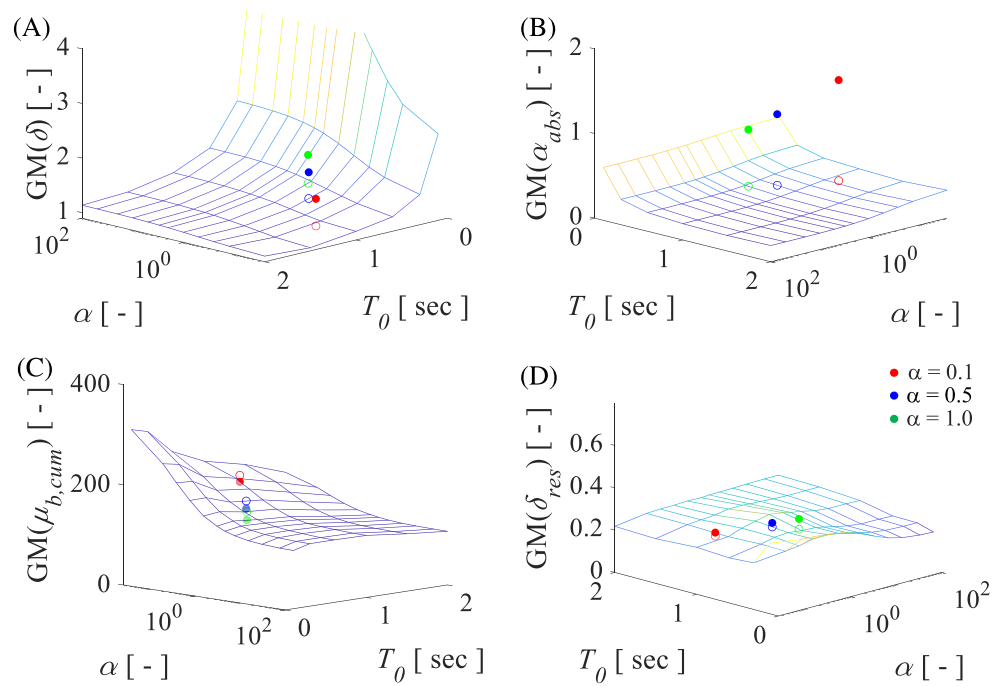 (A)
GM(δ) [ - ]
4
3
2
1
10²
10⁰
2
1
0
α [ - ]
T₀ [ sec ]
(B)
GM(α_abs) [ - ]
2
1
0
0
1
2
10²
10⁰
T₀ [ sec ]
α [ - ]
(C)
GM(μ_b,cum) [ - ]
400
200
0
10⁰
10²
0
1
2
α [ - ]
T₀ [ sec ]
(D)
GM(δ_res) [ - ]
0.6
0.4
0.2
0
2
1
0
10⁰
10²
T₀ [ sec ]
α [ - ]
α = 0.1
α = 0.5
α = 1.0